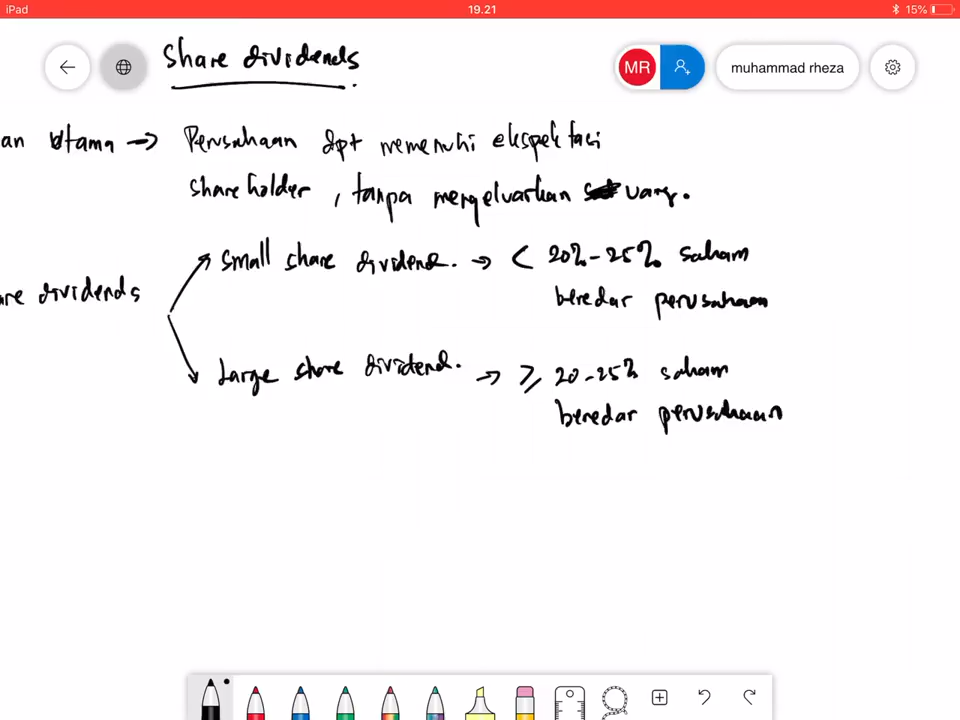 iPad 19.21 15%
Share dividends
MR muhammad rheza
an Utama → Perusahaan dpt memenuhi ekspektasi
shareholder, tanpa mengeluarkan uang.
small share dividend. → < 20%-25% saham
beredar perusahaan
are dividends
Large share dividend. → ≥ 20-25% saham
beredar perusahaan